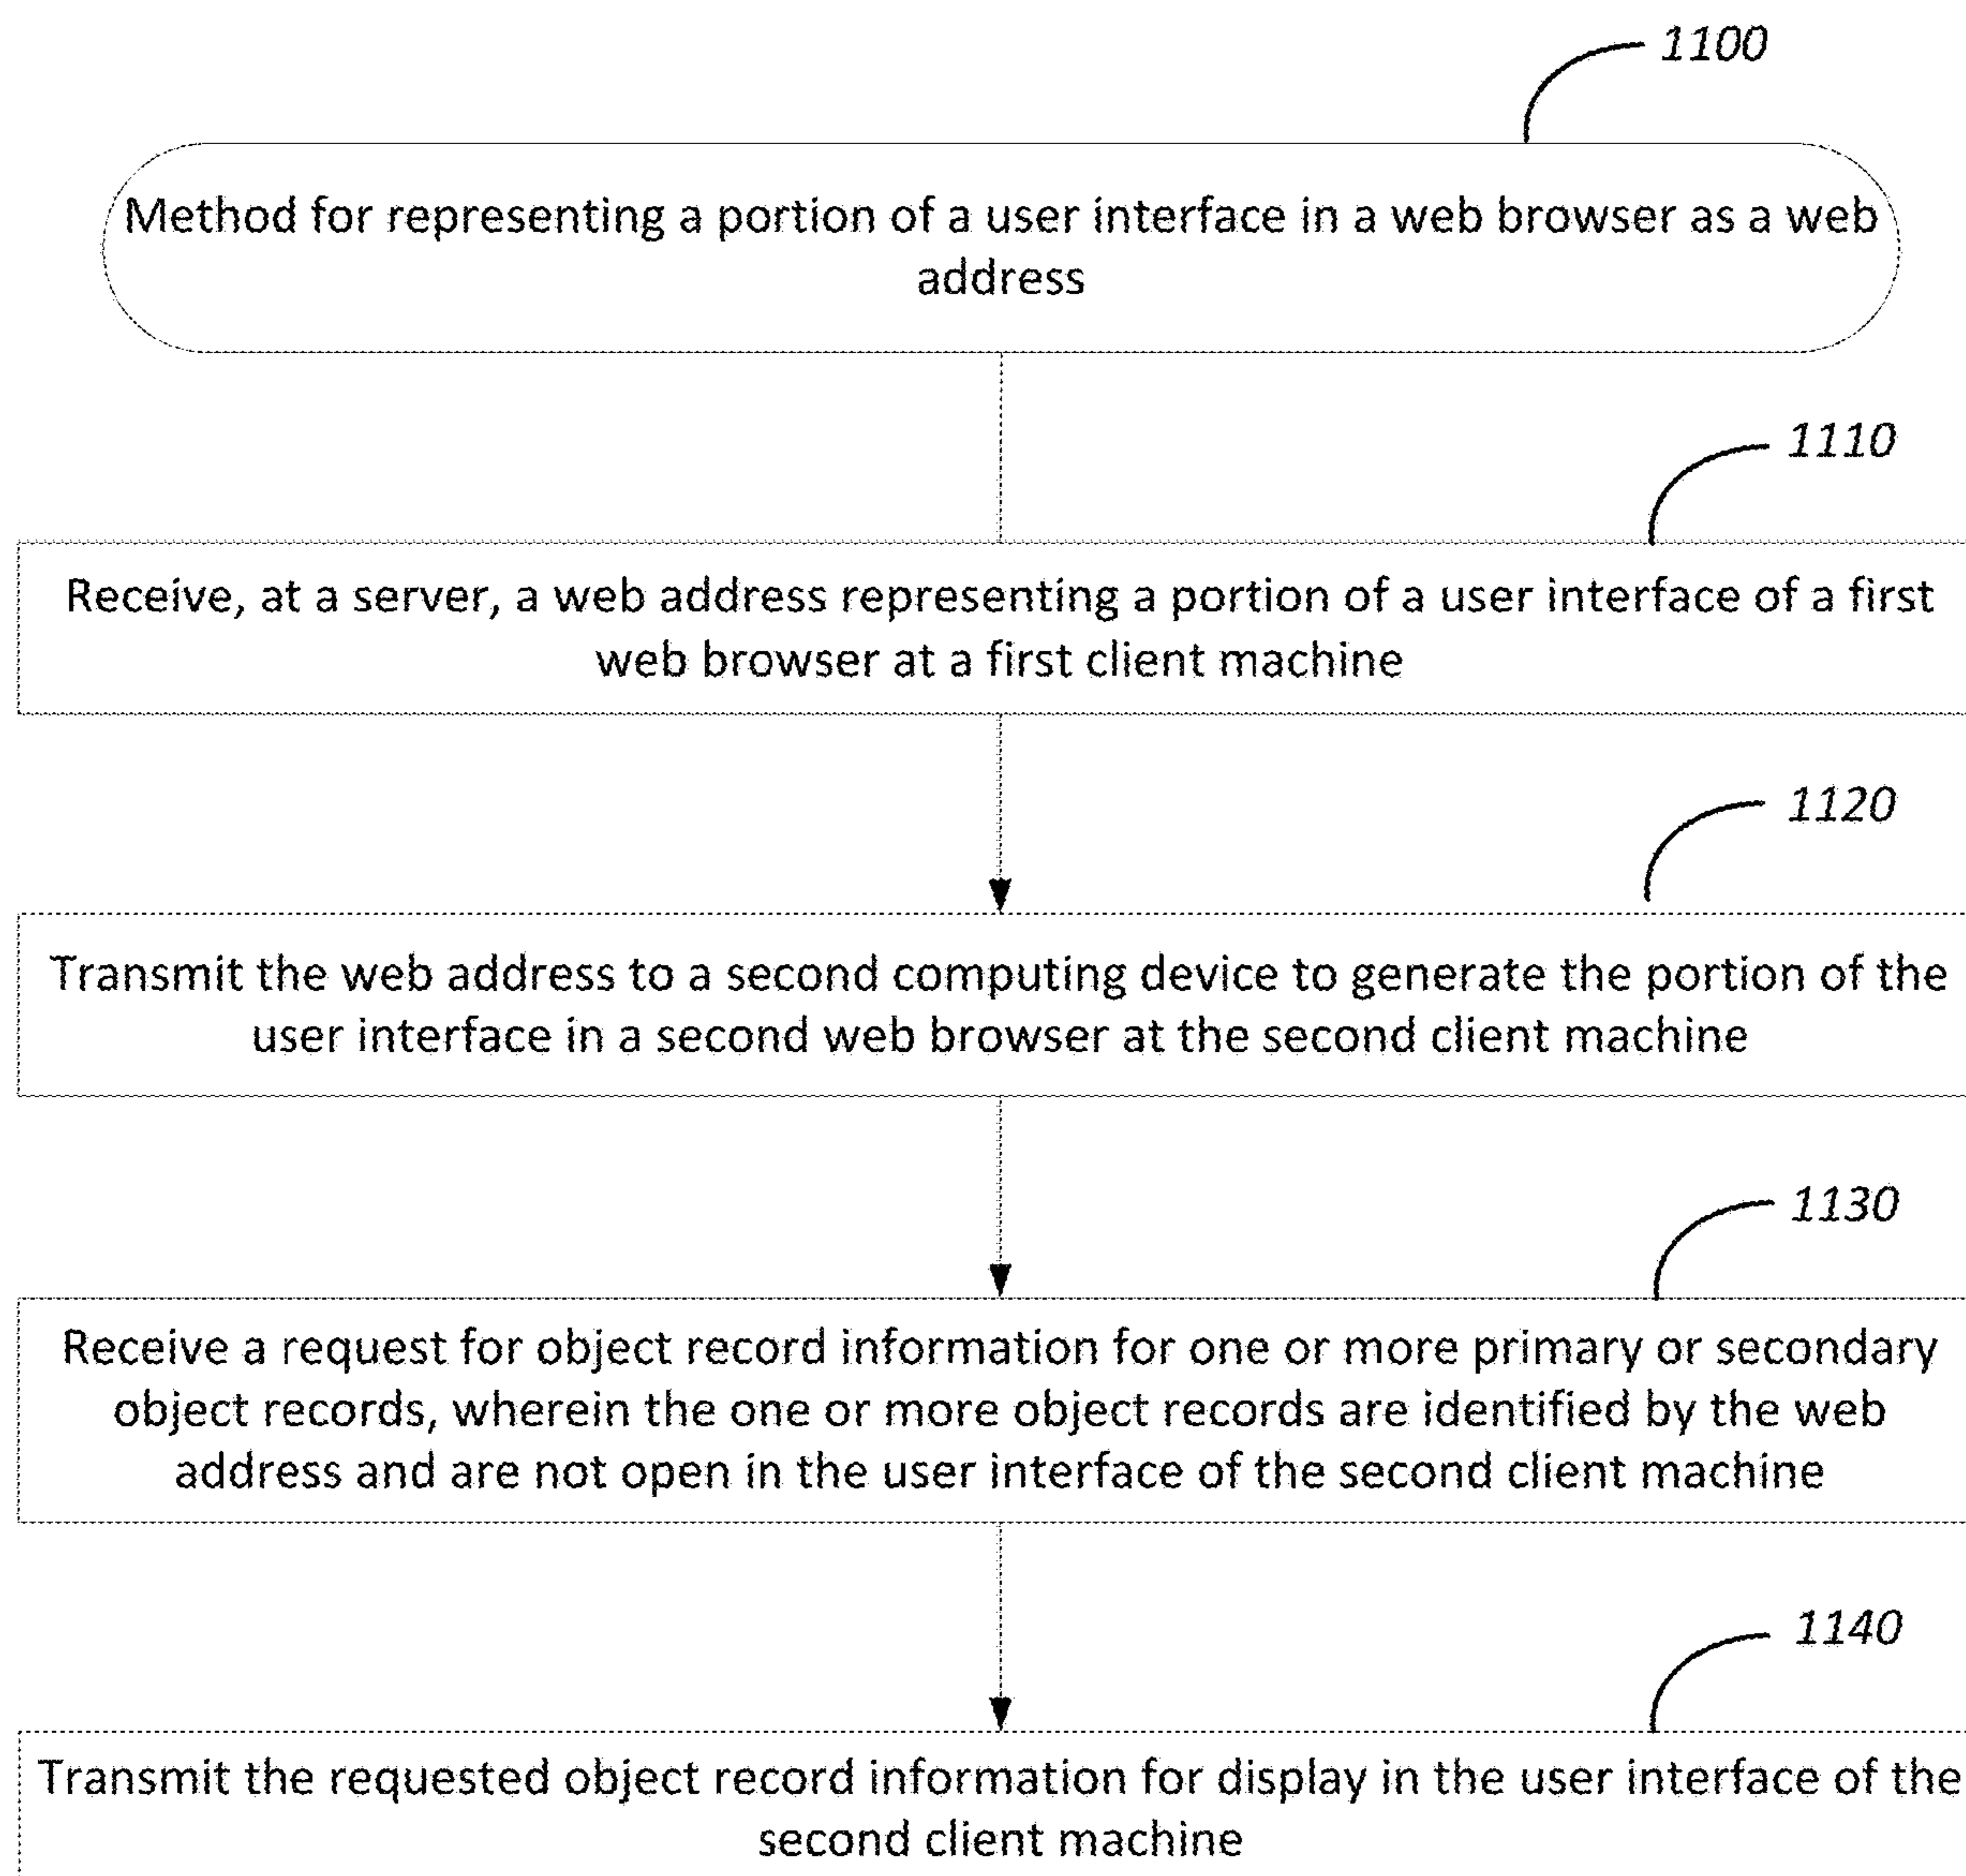 1100
Method for representing a portion of a user interface in a web browser as a web
address
1110
Receive, at a server, a web address representing a portion of a user interface of a first
web browser at a first client machine
1120
Transmit the web address to a second computing device to generate the portion of the
user interface in a second web browser at the second client machine
1130
Receive a request for object record information for one or more primary or secondary
object records, wherein the one or more object records are identified by the web
address and are not open in the user interface of the second client machine
1140
Transmit the requested object record information for display in the user interface of the
second client machine